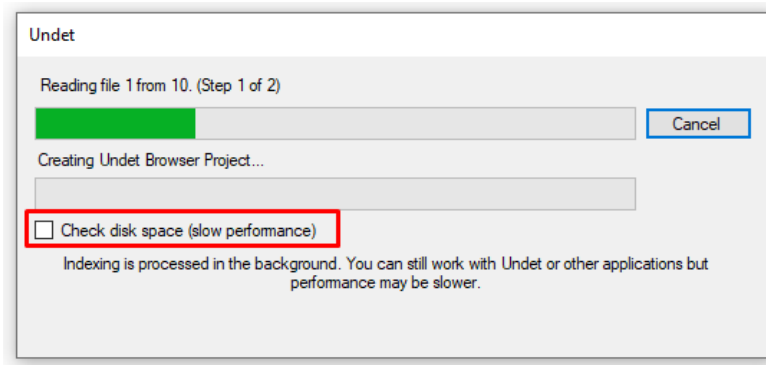 Undet
Reading file 1 from 10. (Step 1 of 2)
Cancel
Creating Undet Browser Project...
Check disk space (slow performance)
Indexing is processed in the background. You can still work with Undet or other applications but
performance may be slower.